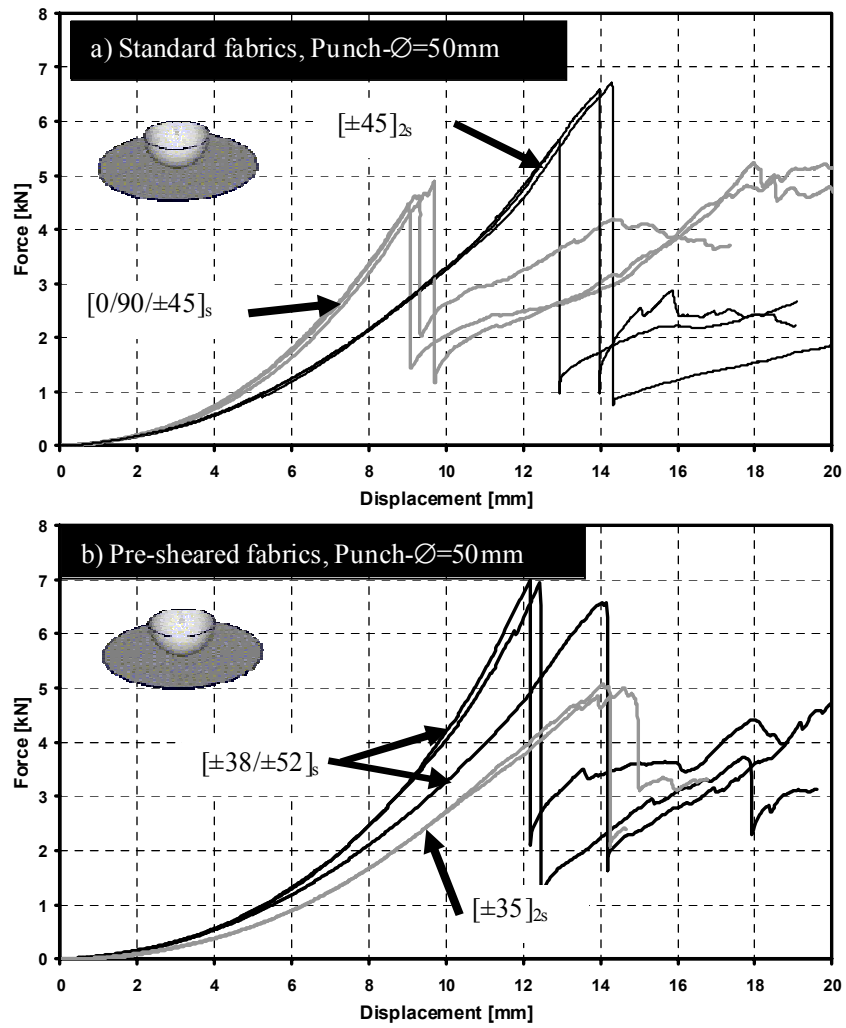 a) Standard fabrics, Punch-Ø=50mm
[±45]2s
[0/90/±45]s
Force [kN]
8
7
6
5
4
3
2
1
0
0 2 4 6 8 10 12 14 16 18 20
Displacement [mm]
b) Pre-sheared fabrics, Punch-Ø=50mm
[±38/±52]s
[±35]2s
Force [kN]
8
7
6
5
4
3
2
1
0
0 2 4 6 8 10 12 14 16 18 20
Displacement [mm]